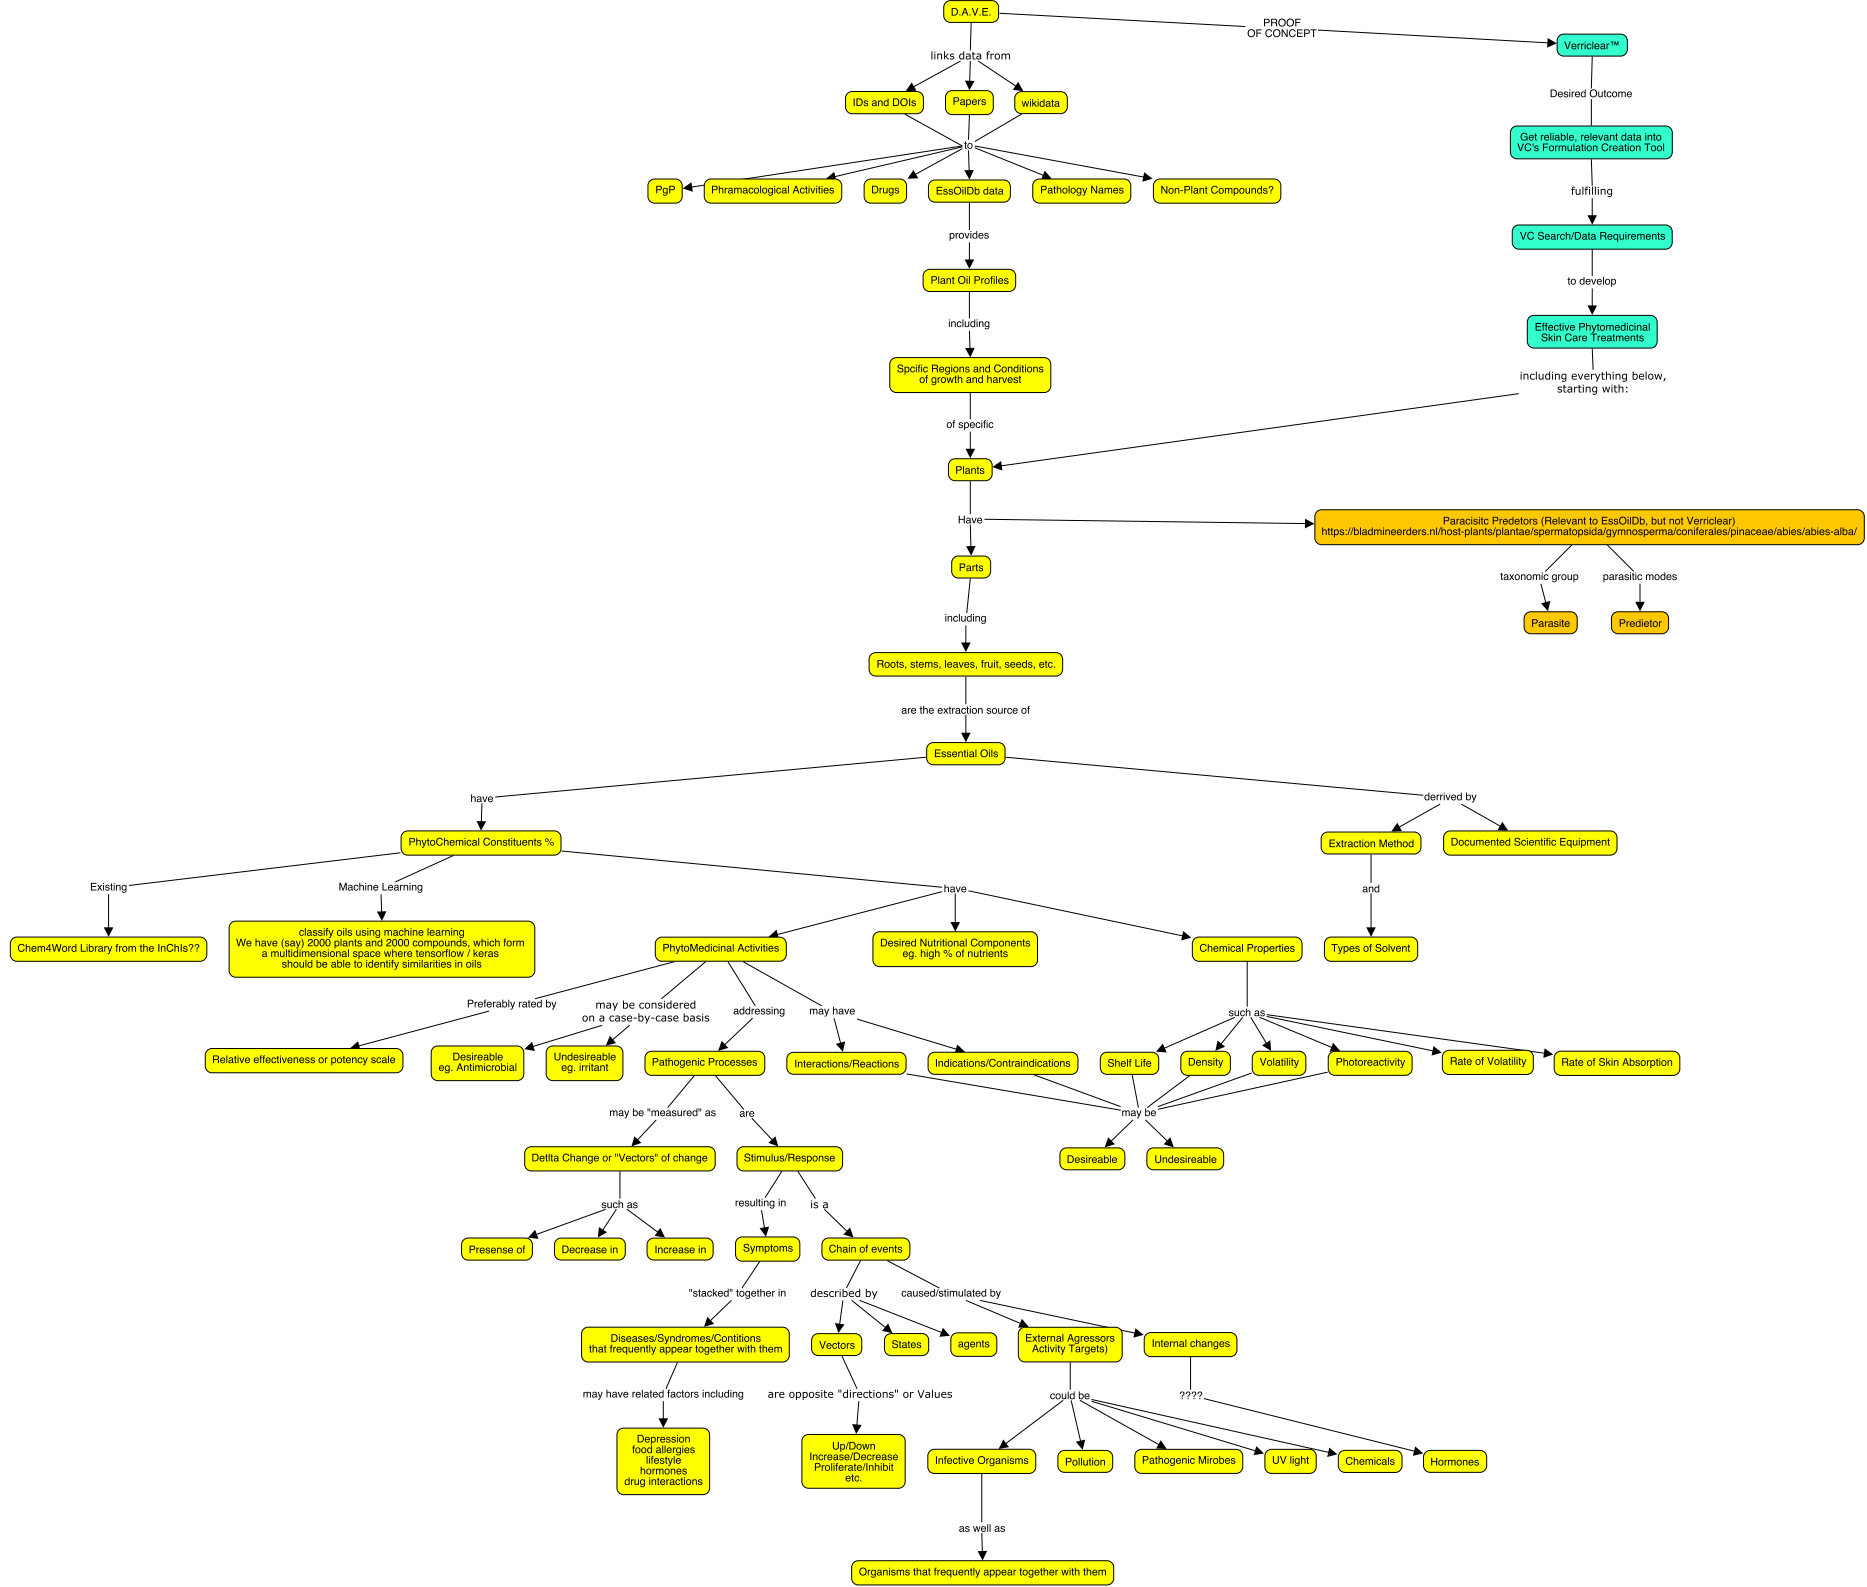 D.A.V.E.
PROOF
OF CONCEPT
Verriclear™
links data from
Desired Outcome
IDs and DOIs
Papers
wikidata
Get reliable, relevant data into
VC's Formulation Creation Tool
to
PgP
Phramacological Activities
Drugs
EssOilDb data
Pathology Names
Non-Plant Compounds?
fulfilling
provides
VC Search/Data Requirements
Plant Oil Profiles
to develop
including
Effective Phytomedicinal
Skin Care Treatments
Spcific Regions and Conditions
of growth and harvest
including everything below,
starting with:
of specific
Plants
Have
Paracisitc Predetors (Relevant to EssOilDb, but not Verriclear)
https://bladmineerders.nl/host-plants/plantae/spermatopsida/gymnosperma/coniferales/pinaceae/abies/abies-alba/
Parts
taxonomic group
parasitic modes
including
Parasite
Predietor
Roots, stems, leaves, fruit, seeds, etc.
are the extraction source of
Essential Oils
have
derrived by
PhytoChemical Constituents %
Extraction Method
Documented Scientific Equipment
Existing
Machine Learning
have
and
Chem4Word Library from the InChIs??
classify oils using machine learning
We have (say) 2000 plants and 2000 compounds, which form
a multidimensional space where tensorflow / keras
should be able to identify similarities in oils
PhytoMedicinal Activities
Desired Nutritional Components
eg. high % of nutrients
Chemical Properties
Types of Solvent
Preferably rated by
may be considered
on a case-by-case basis
addressing
may have
such as
Relative effectiveness or potency scale
Desireable
eg. Antimicrobial
Undesireable
eg. irritant
Pathogenic Processes
Interactions/Reactions
Indications/Contraindications
Shelf Life
Density
Volatility
Photoreactivity
Rate of Volatility
Rate of Skin Absorption
may be "measured" as
are
may be
Detlta Change or "Vectors" of change
Stimulus/Response
Desireable
Undesireable
such as
resulting in
is a
Presense of
Decrease in
Increase in
Symptoms
Chain of events
"stacked" together in
described by
caused/stimulated by
Diseases/Syndromes/Contitions
that frequently appear together with them
Vectors
States
agents
External Agressors
Activity Targets)
Internal changes
may have related factors including
are opposite "directions" or Values
could be
????
Depression
food allergies
lifestyle
hormones
drug interactions
Up/Down
Increase/Decrease
Proliferate/Inhibit
etc.
Infective Organisms
Pollution
Pathogenic Mirobes
UV light
Chemicals
Hormones
as well as
Organisms that frequently appear together with them